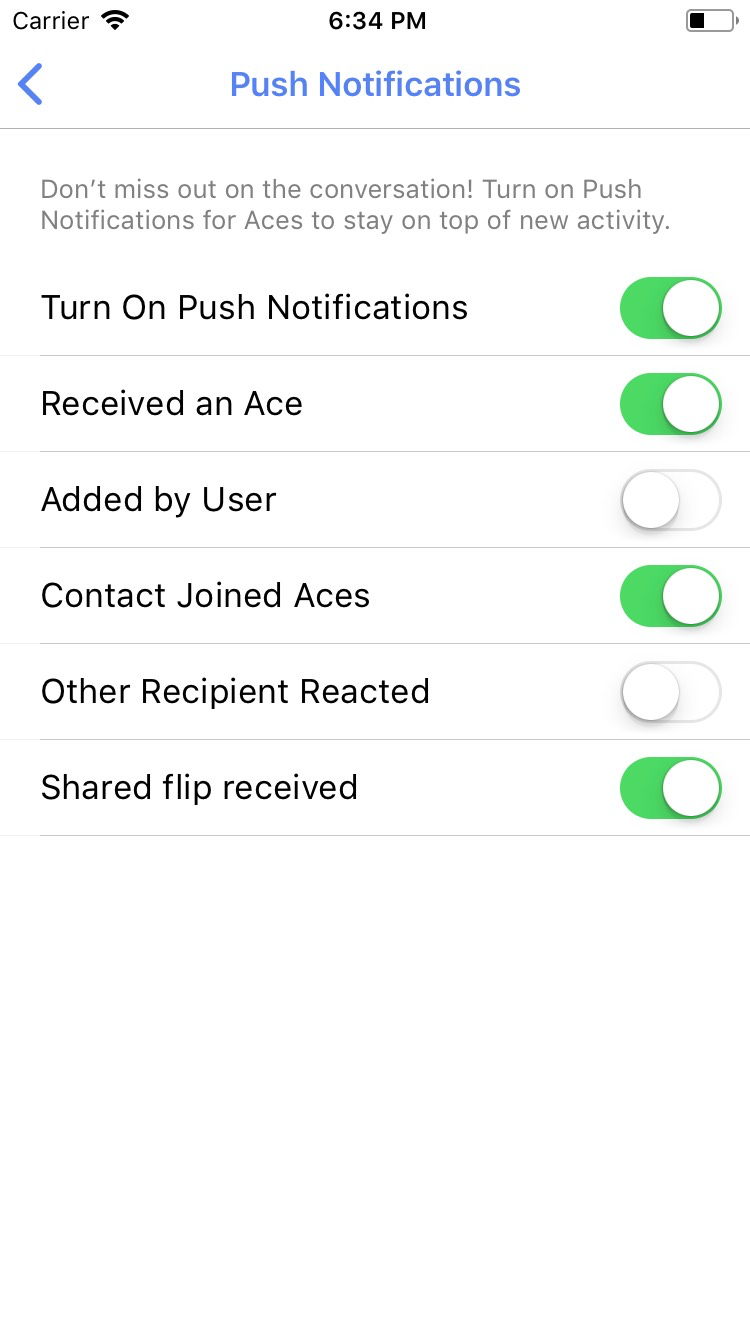 Carrier 6:34 PM
Push Notifications
Don’t miss out on the conversation! Turn on Push
Notifications for Aces to stay on top of new activity.
Turn On Push Notifications
Received an Ace
Added by User
Contact Joined Aces
Other Recipient Reacted
Shared flip received